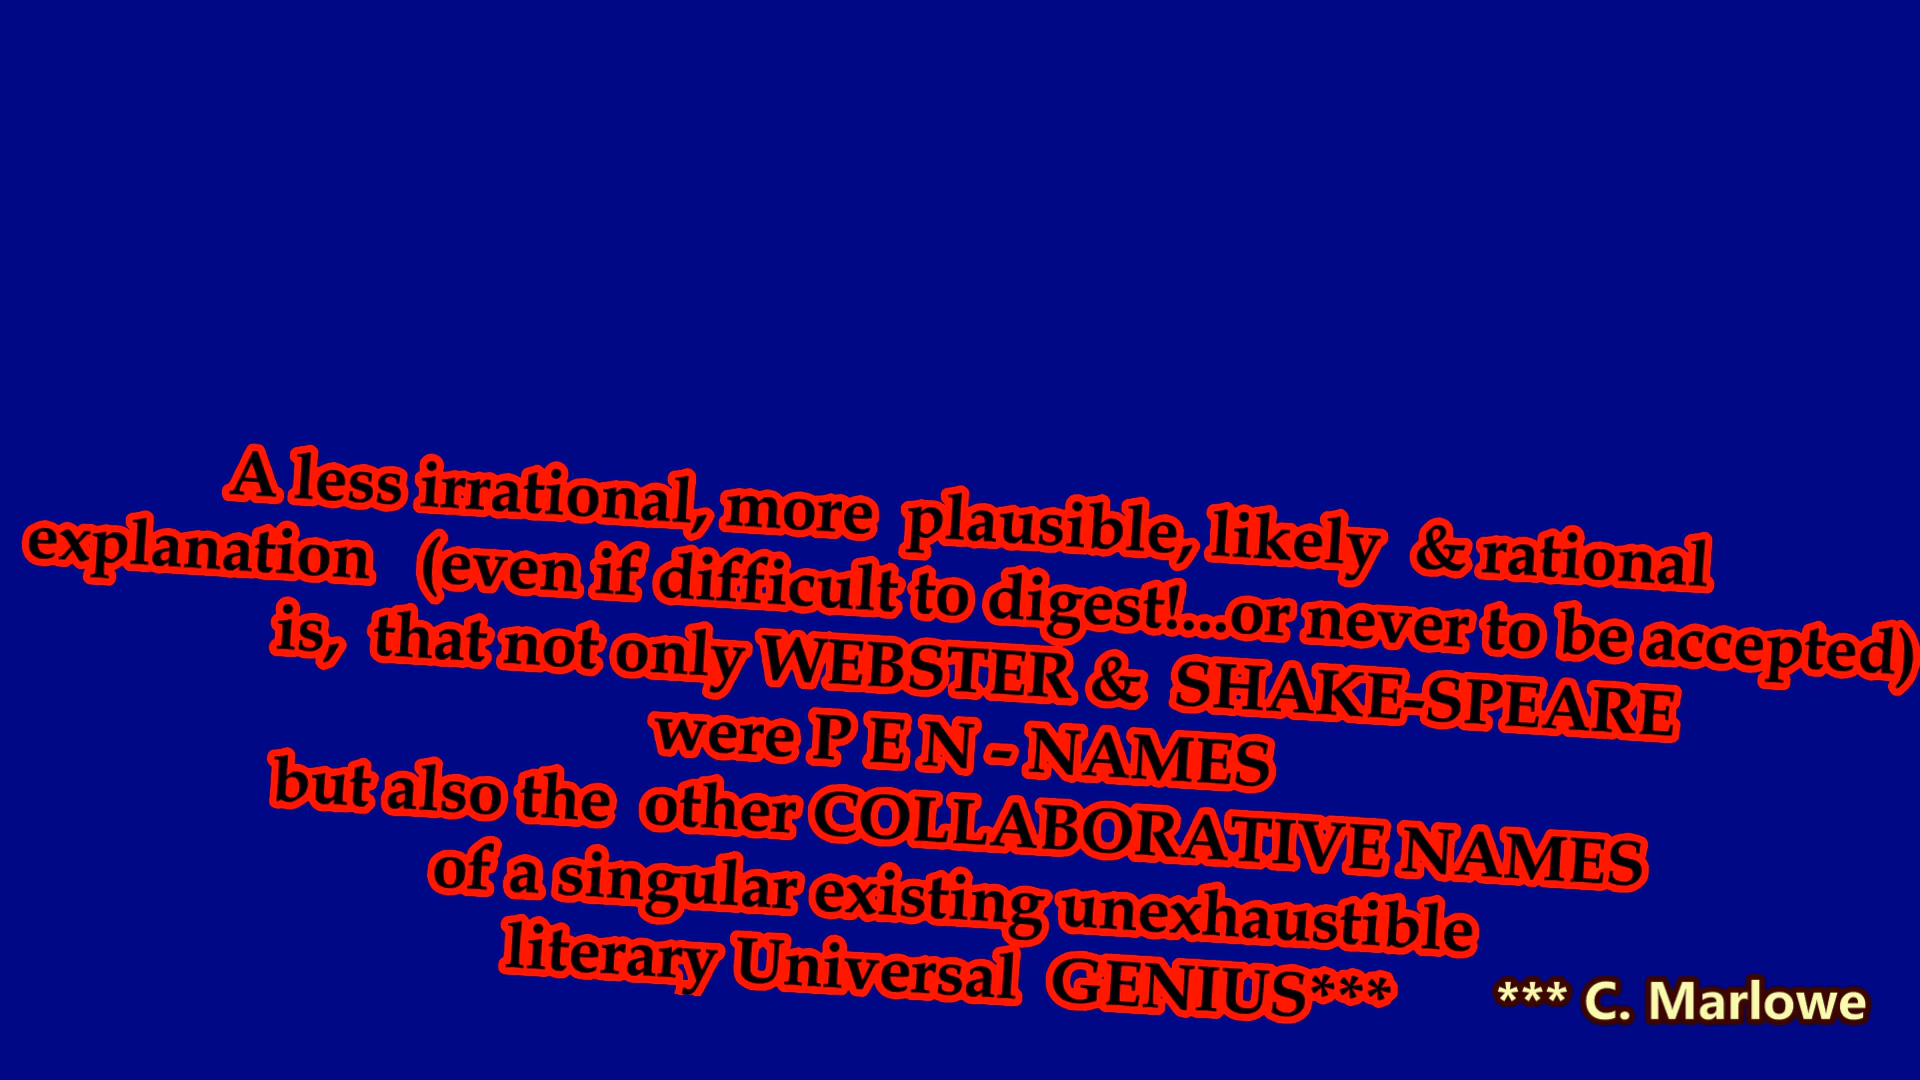 A less irrational, more plausible, likely & rational
explanation (even if difficult to digest!...or never to be accepted)
is, that not only WEBSTER & SHAKE-SPEARE
were P E N - NAMES
but also the other COLLABORATIVE NAMES
of a singular existing unexhaustible
literary Universal GENIUS***
*** C. Marlowe